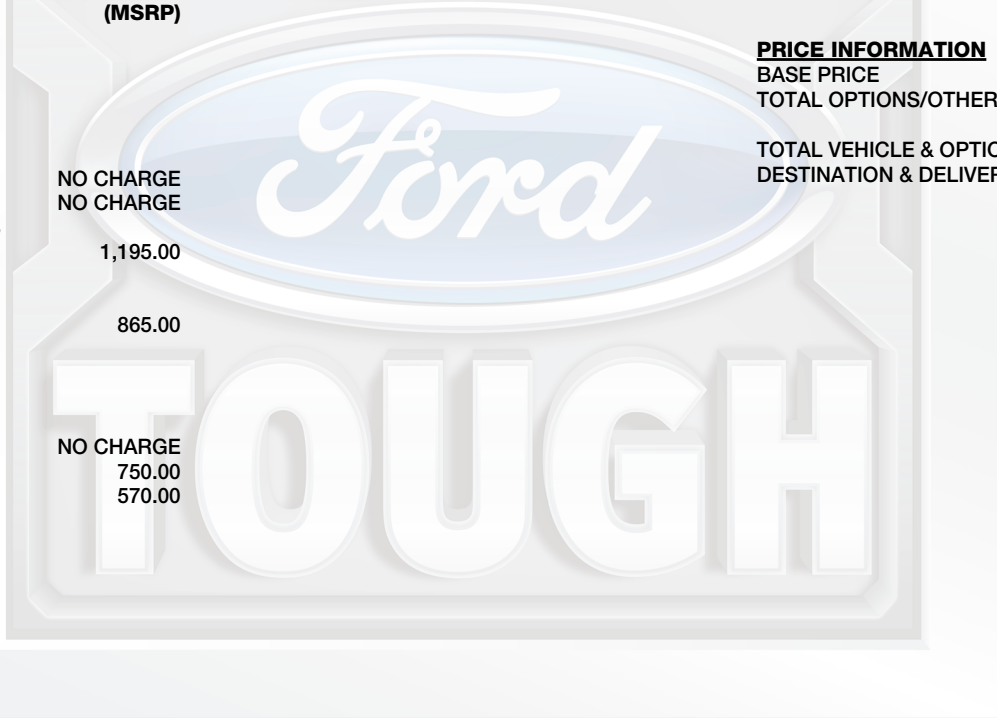 (MSRP)
NO CHARGE
NO CHARGE
1,195.00
865.00
NO CHARGE
750.00
570.00
PRICE INFORMATION
BASE PRICE
TOTAL OPTIONS/OTHER
TOTAL VEHICLE & OPTIO
DESTINATION & DELIVER
Ford
TOUGH